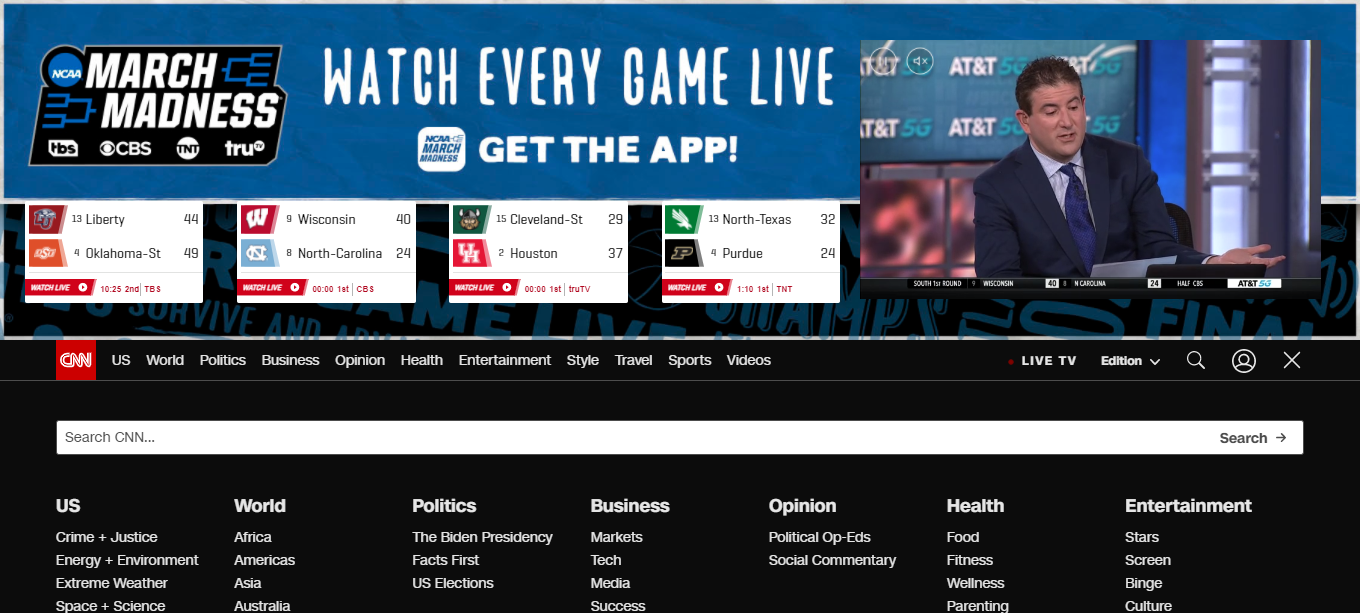 NCAA MARCH MADNESS
tbs CBS TNT truTV
WATCH EVERY GAME LIVE
NCAA MARCH MADNESS GET THE APP!
AT&T 5G
AT&T 5G
AT&T 5G
13 Liberty 44
4 Oklahoma-St 49
WATCH LIVE 10:25 2nd TBS
9 Wisconsin 40
8 North-Carolina 24
WATCH LIVE 00:00 1st CBS
15 Cleveland-St 29
2 Houston 37
WATCH LIVE 00:00 1st truTV
13 North-Texas 32
4 Purdue 24
WATCH LIVE 1:10 1st TNT
SOUTH 1st ROUND 9 WISCONSIN 40 8 N CAROLINA 24 HALF CBS AT&T 5G
SURVIVE AND
GAME LIVE
CHAMPS
FINAL
CNN US World Politics Business Opinion Health Entertainment Style Travel Sports Videos LIVE TV Edition
Search CNN... Search
US World Politics Business Opinion Health Entertainment
Crime + Justice Africa The Biden Presidency Markets Political Op-Eds Food Stars
Energy + Environment Americas Facts First Tech Social Commentary Fitness Screen
Extreme Weather Asia US Elections Media Wellness Binge
Space + Science Australia Success Parenting Culture